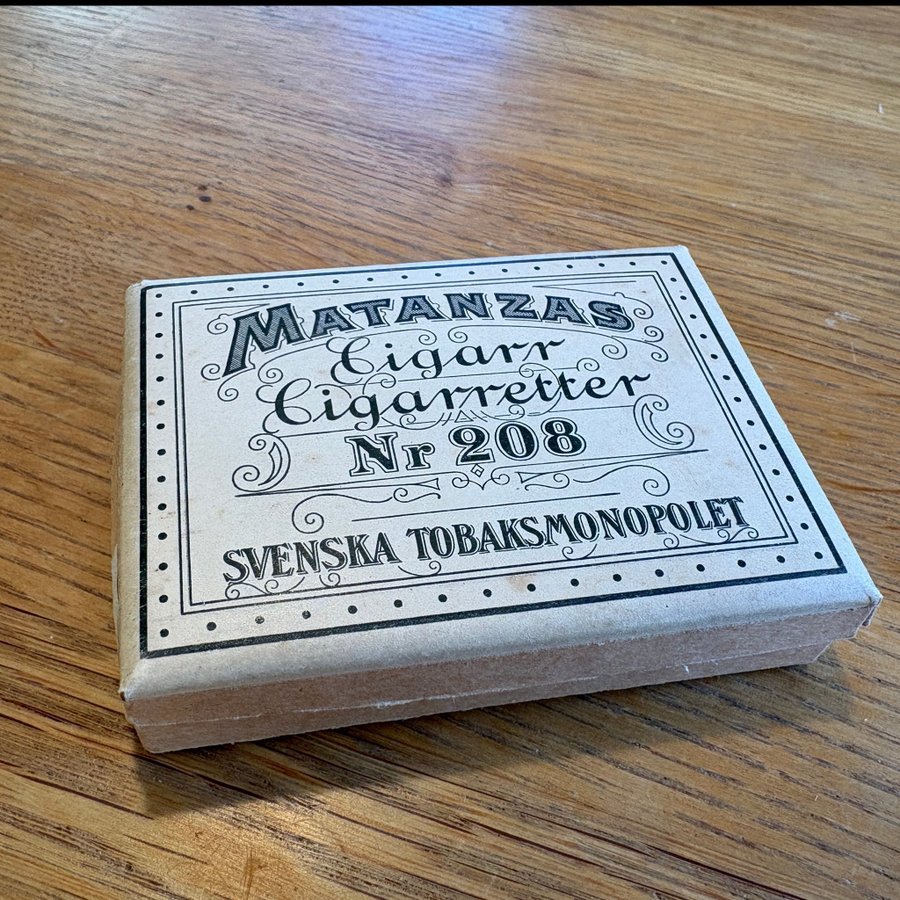 MATANZAS
Cigarr
Cigarretter
Nr 208
SVENSKA TOBAKSMONOPOLET